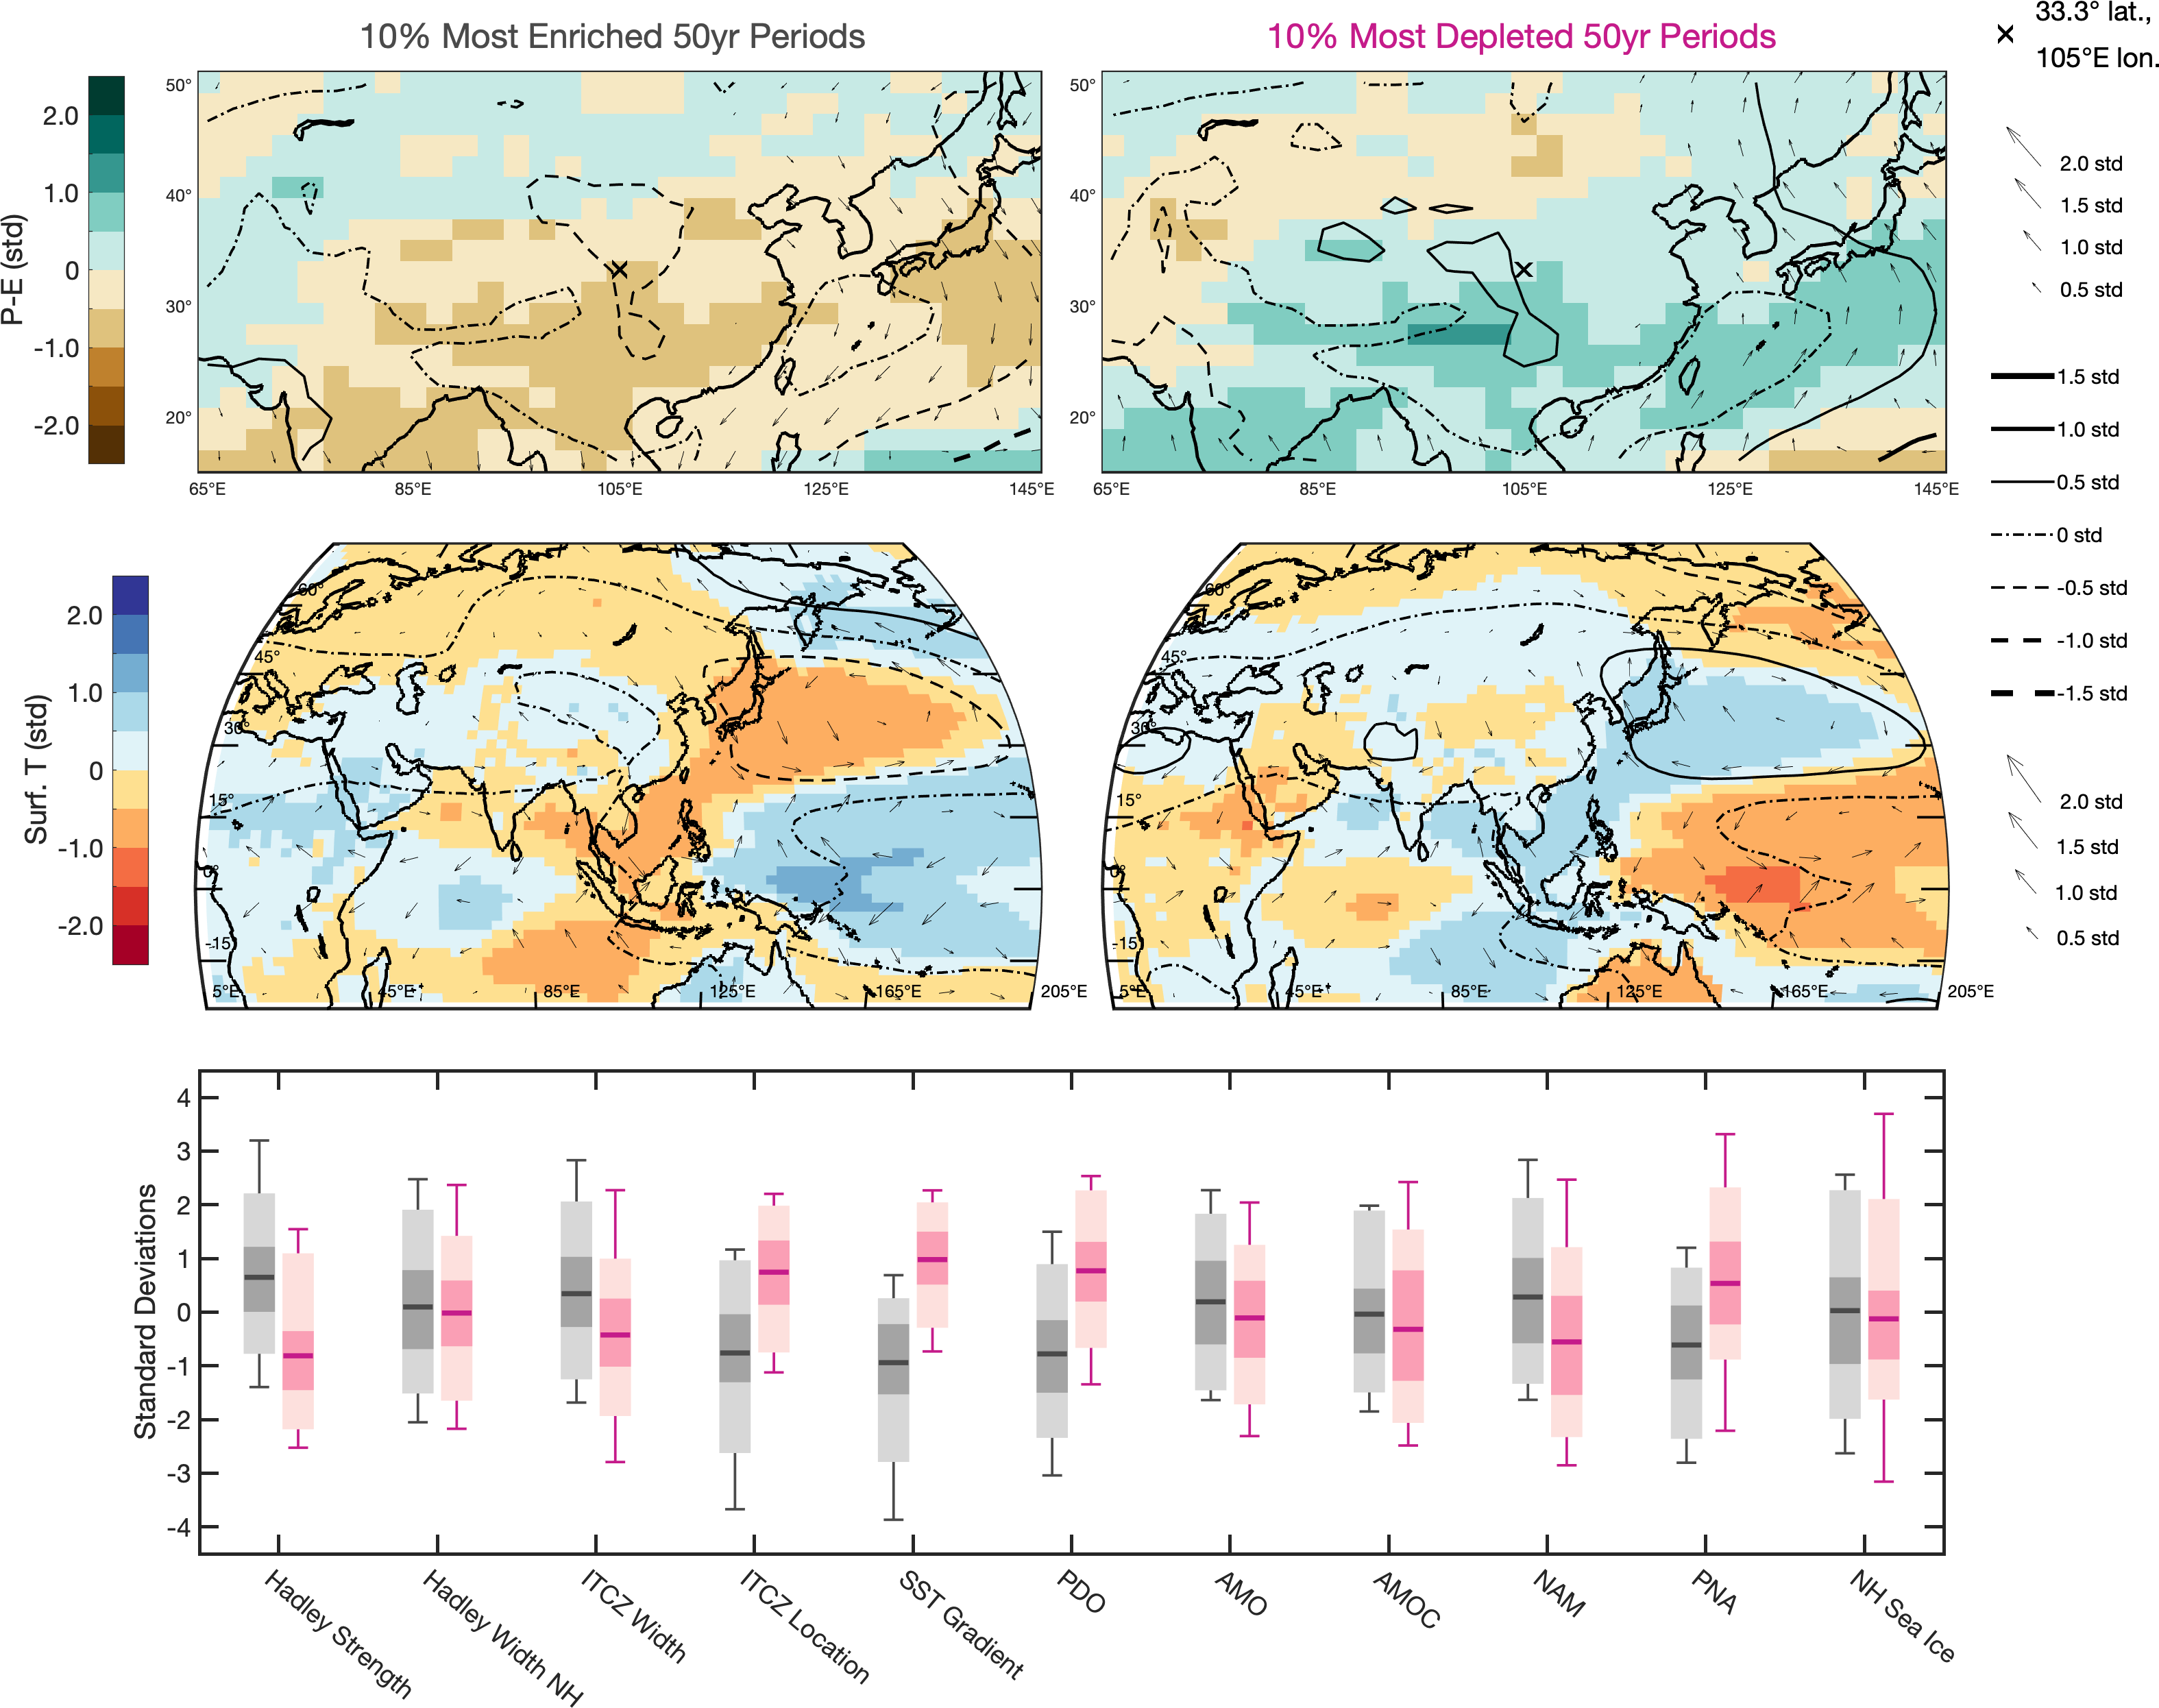 10% Most Enriched 50yr Periods
10% Most Depleted 50yr Periods
33.3° lat.,
105°E lon.
P-E (std)
2.0
1.0
0
-1.0
-2.0
50°
40°
30°
20°
65°E
85°E
105°E
125°E
145°E
50°
40°
30°
20°
65°E
85°E
105°E
125°E
145°E
2.0 std
1.5 std
1.0 std
0.5 std
1.5 std
1.0 std
0.5 std
0 std
-0.5 std
-1.0 std
-1.5 std
Surf. T (std)
2.0
1.0
0
-1.0
-2.0
60°
45°
30°
15°
0°
-15°
5°E
45°E
85°E
125°E
165°E
205°E
60°
45°
30°
15°
0°
-15°
5°E
45°E
85°E
125°E
165°E
205°E
2.0 std
1.5 std
1.0 std
0.5 std
Standard Deviations
4
3
2
1
0
-1
-2
-3
-4
Hadley Strength
Hadley Width NH
ITCZ Width
ITCZ Location
SST Gradient
PDO
AMO
AMOC
NAM
PNA
NH Sea Ice